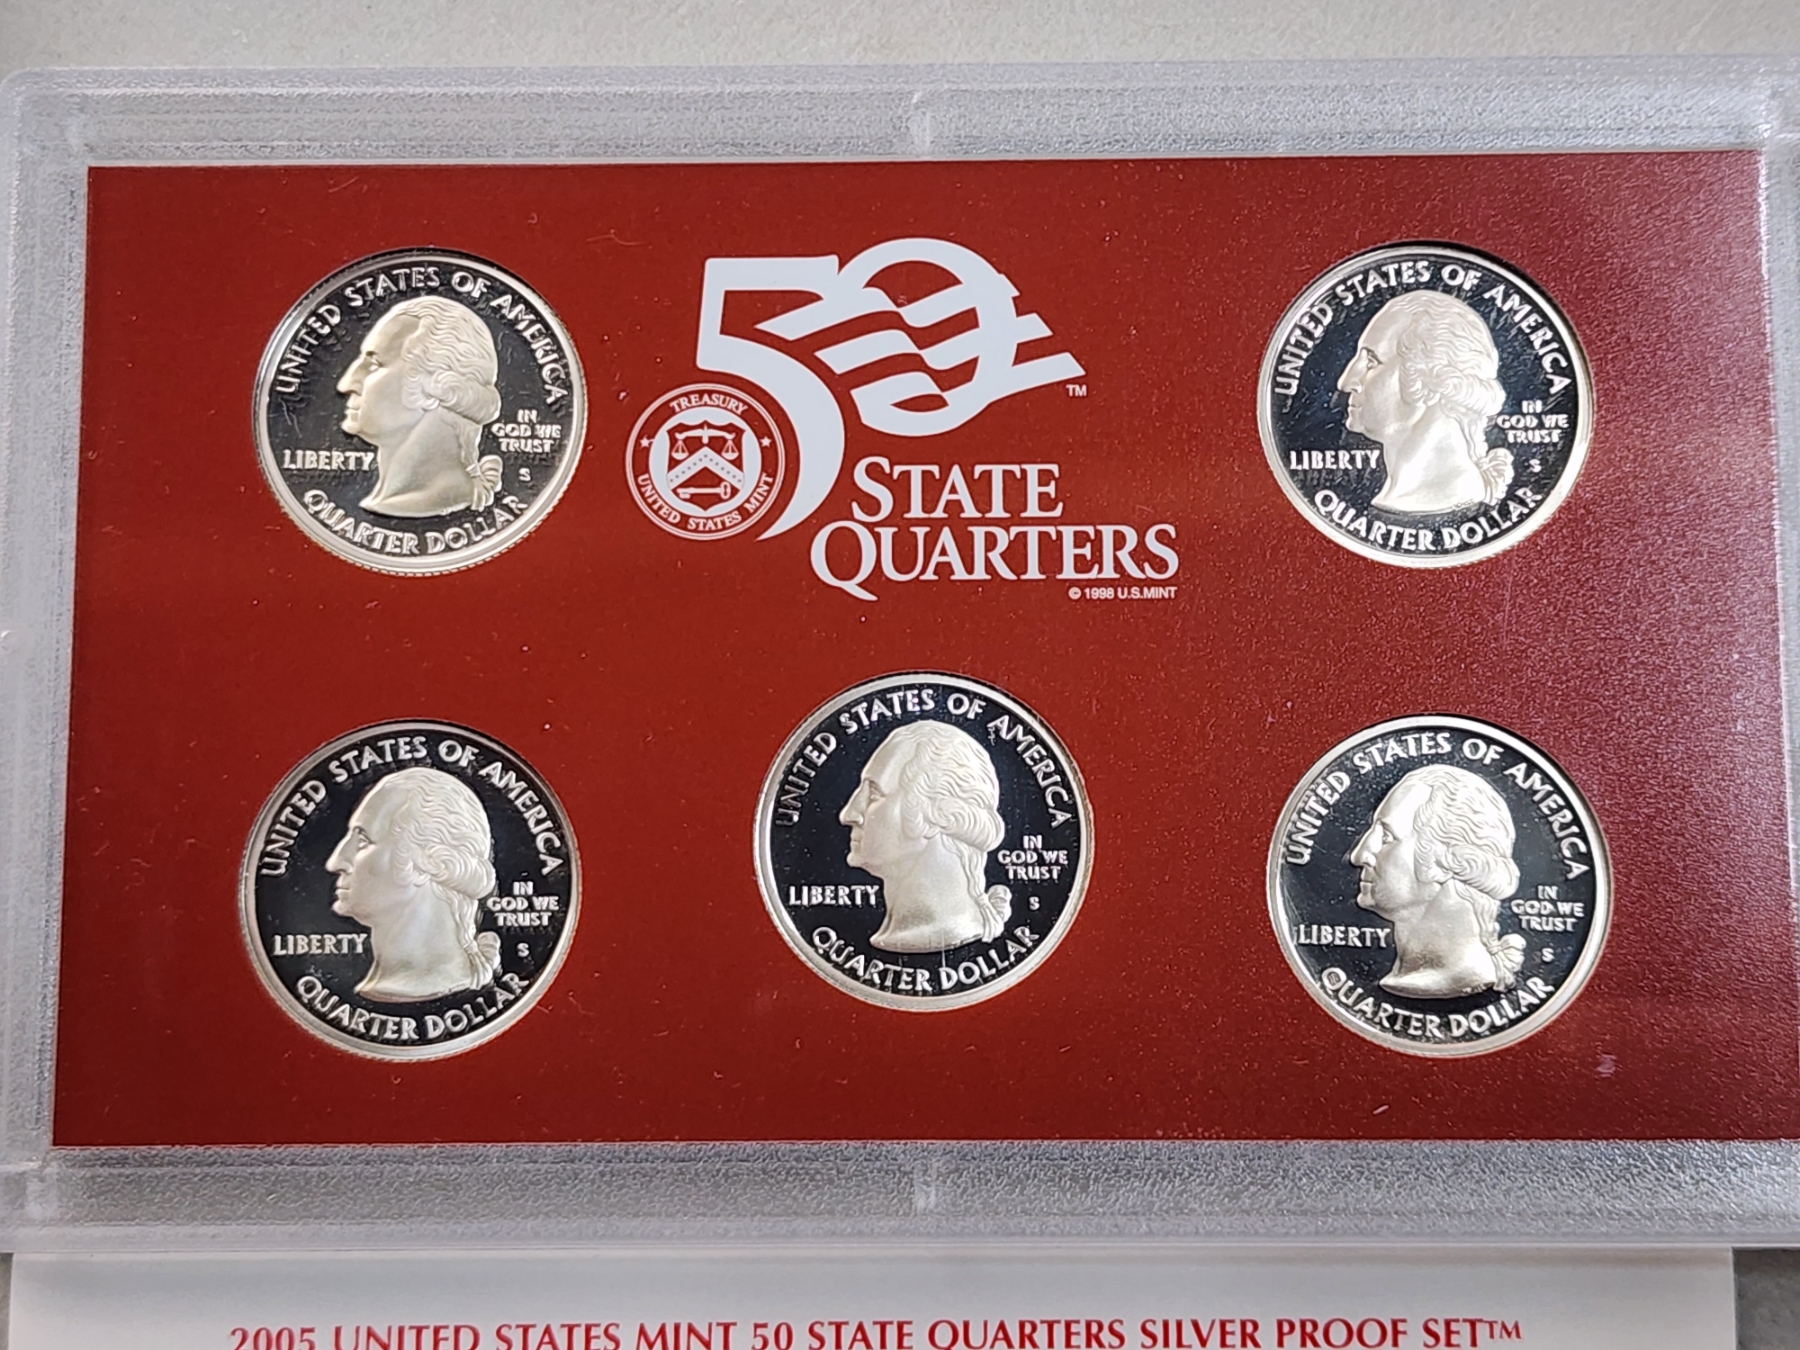 UNITED STATES OF AMERICA
IN
GOD WE
TRUST
LIBERTY
S
QUARTER DOLLAR
50
TM
TREASURY
UNITED STATES MINT
STATE
QUARTERS
© 1998 U.S.MINT
UNITED STATES OF AMERICA
IN
GOD WE
TRUST
LIBERTY
S
QUARTER DOLLAR
UNITED STATES OF AMERICA
IN
GOD WE
TRUST
LIBERTY
S
QUARTER DOLLAR
UNITED STATES OF AMERICA
IN
GOD WE
TRUST
LIBERTY
S
QUARTER DOLLAR
UNITED STATES OF AMERICA
IN
GOD WE
TRUST
LIBERTY
S
QUARTER DOLLAR
2005 UNITED STATES MINT 50 STATE QUARTERS SILVER PROOF SET™